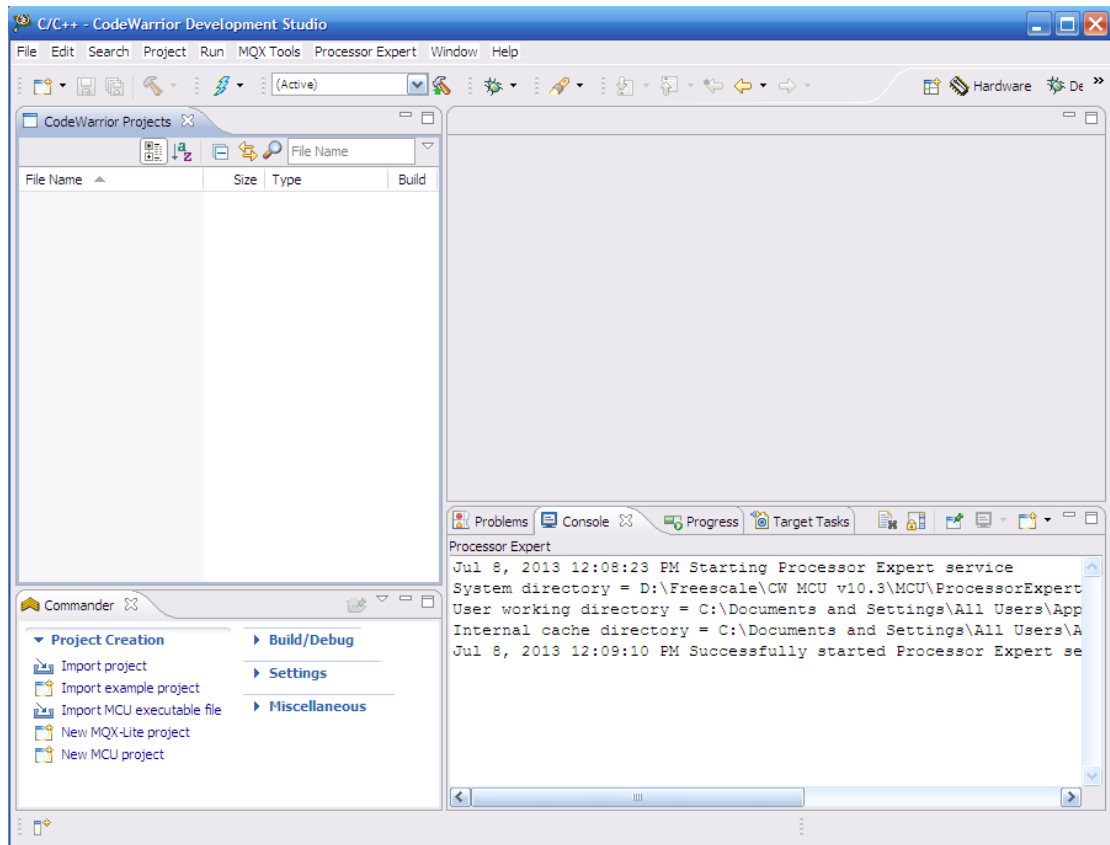 C/C++ - CodeWarrior Development Studio
File Edit Search Project Run MQX Tools Processor Expert Window Help
(Active)
Hardware De
CodeWarrior Projects
File Name
File Name Size Type Build
Problems Console Progress Target Tasks
Processor Expert
Jul 8, 2013 12:08:23 PM Starting Processor Expert service
System directory = D:\Freescale\CW MCU v10.3\MCU\ProcessorExpert
User working directory = C:\Documents and Settings\All Users\App
Internal cache directory = C:\Documents and Settings\All Users\A
Jul 8, 2013 12:09:10 PM Successfully started Processor Expert se
Commander
Project Creation
Import project
Import example project
Import MCU executable file
New MQX-Lite project
New MCU project
Build/Debug
Settings
Miscellaneous